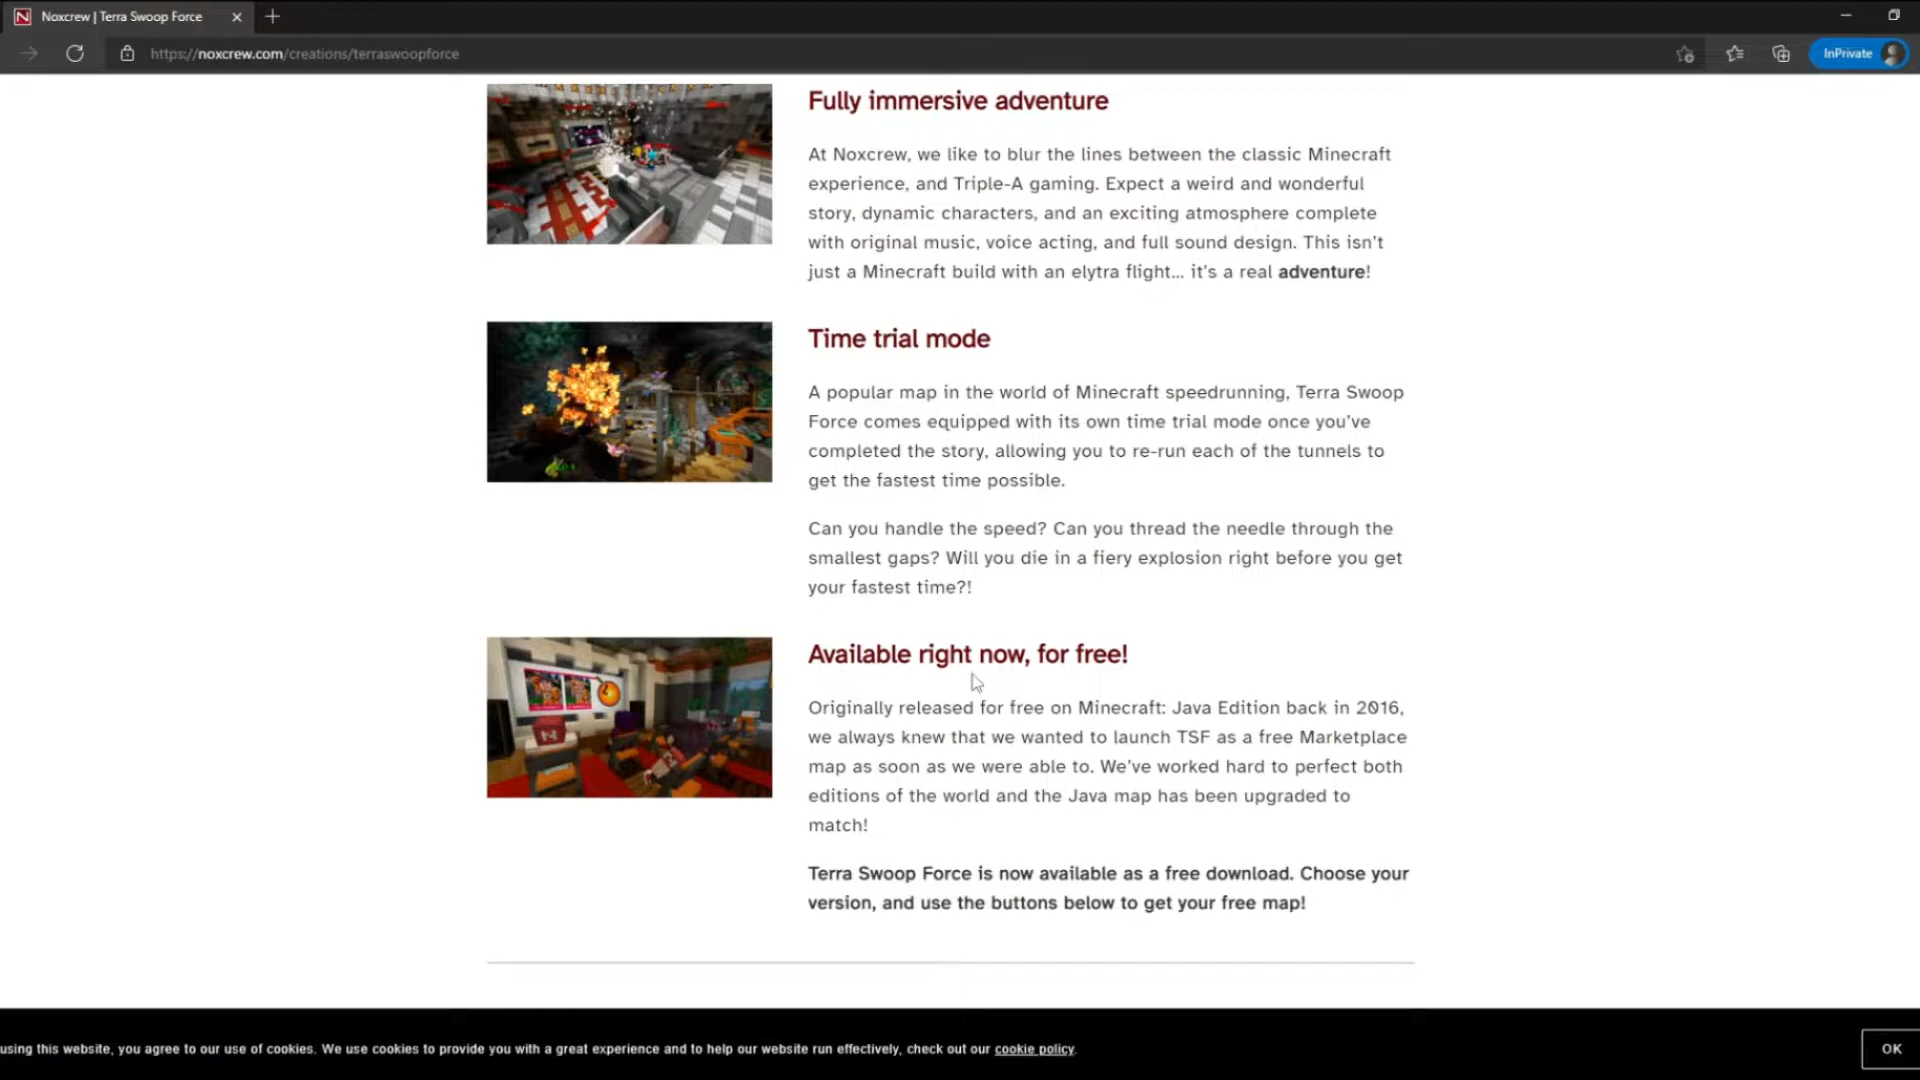 Noxcrew | Terra Swoop Force
https://noxcrew.com/creations/terraswoopforce
InPrivate
Fully immersive adventure
At Noxcrew, we like to blur the lines between the classic Minecraft
experience, and Triple-A gaming. Expect a weird and wonderful
story, dynamic characters, and an exciting atmosphere complete
with original music, voice acting, and full sound design. This isn't
just a Minecraft build with an elytra flight... it's a real adventure!
Time trial mode
A popular map in the world of Minecraft speedrunning, Terra Swoop
Force comes equipped with its own time trial mode once you've
completed the story, allowing you to re-run each of the tunnels to
get the fastest time possible.
Can you handle the speed? Can you thread the needle through the
smallest gaps? Will you die in a fiery explosion right before you get
your fastest time?!
Available right now, for free!
Originally released for free on Minecraft: Java Edition back in 2016,
we always knew that we wanted to launch TSF as a free Marketplace
map as soon as we were able to. We've worked hard to perfect both
editions of the world and the Java map has been upgraded to
match!
Terra Swoop Force is now available as a free download. Choose your
version, and use the buttons below to get your free map!
using this website, you agree to our use of cookies. We use cookies to provide you with a great experience and to help our website run effectively, check out our cookie policy.
OK